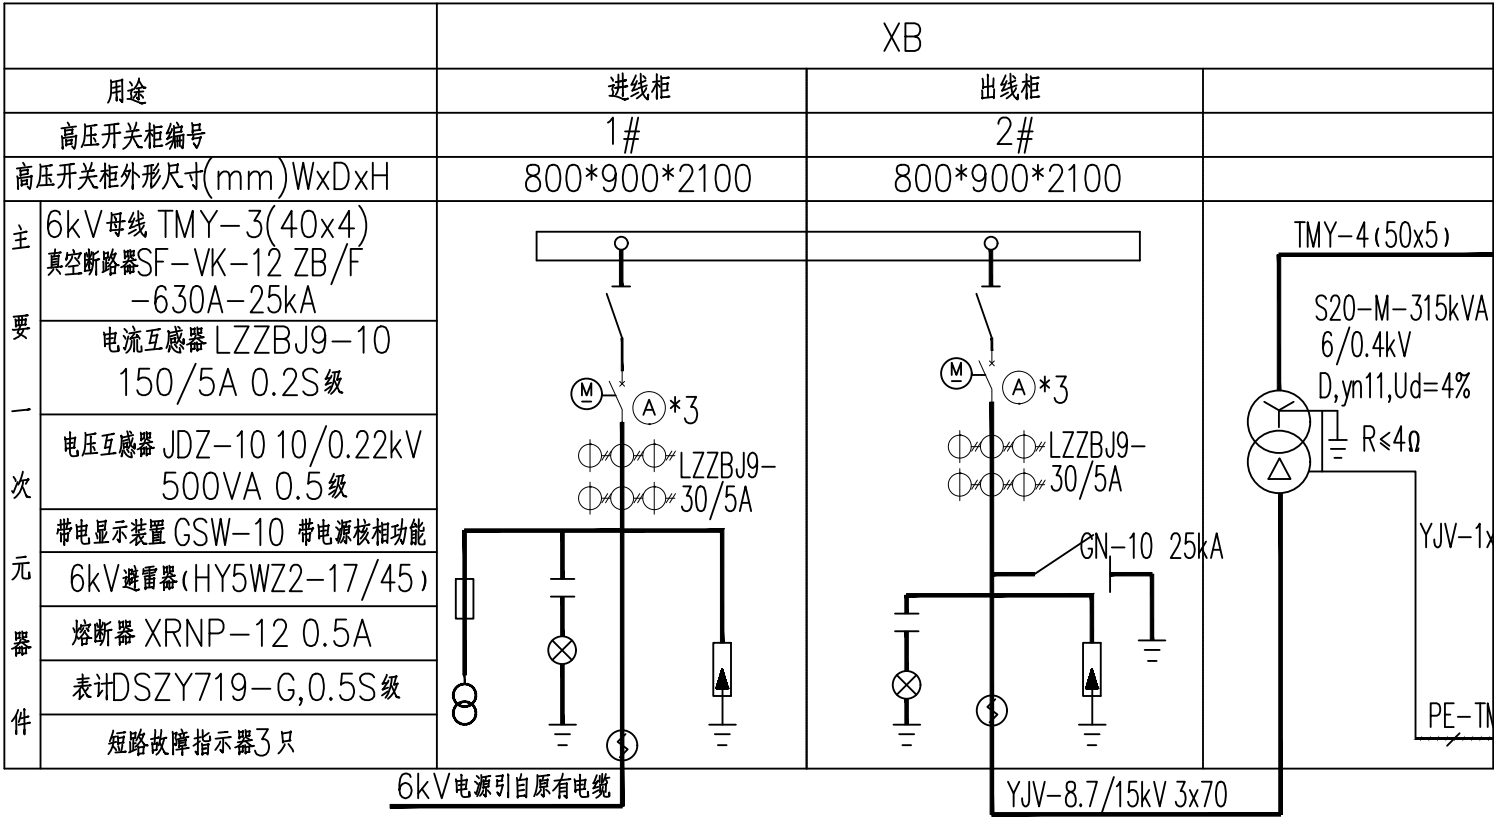 XB
用途
进线柜
出线柜
高压开关柜编号
1#
2#
高压开关柜外形尺寸(mm)WxDxH
800*900*2100
800*900*2100
主要一次元器件
6kV母线 TMY-3(40x4)
真空断路器SF-VK-12 ZB/F
-630A-25kA
电流互感器 LZZBJ9-10
150/5A 0.2S级
电压互感器 JDZ-10 10/0.22kV
500VA 0.5级
带电显示装置 GSW-10 带电源核相功能
6kV避雷器(HY5WZ2-17/45)
熔断器 XRNP-12 0.5A
表计DSZY719-G,0.5S级
短路故障指示器3只
M
A
*3
LZZBJ9-
30/5A
6kV电源引自原有电缆
M
A
*3
LZZBJ9-
30/5A
GN-10 25kA
YJV-8.7/15kV 3x70
TMY-4(50x5)
S20-M-315kVA
6/0.4kV
D,yn11,Ud=4%
R≤4Ω
YJV-1x
PE-TM